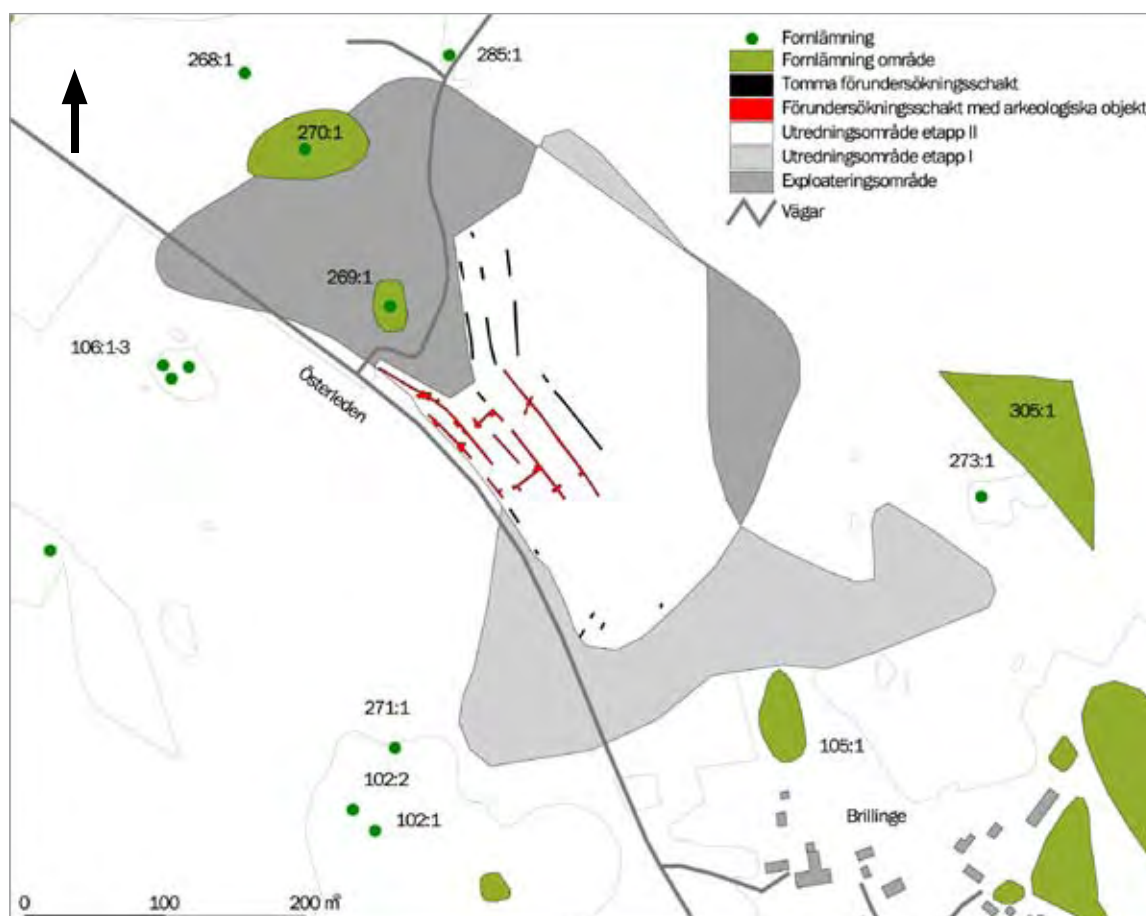 268:1
285:1
270:1
269:1
106:1-3
Österleden
305:1
273:1
271:1
102:2
102:1
105:1
Brillinge
Fornlämning
Fornlämning område
Tomma förundersökningsschakt
Förundersökningsschakt med arkeologiska objekt
Utredningsområde etapp II
Utredningsområde etapp I
Exploateringsområde
Vägar
0 100 200 m